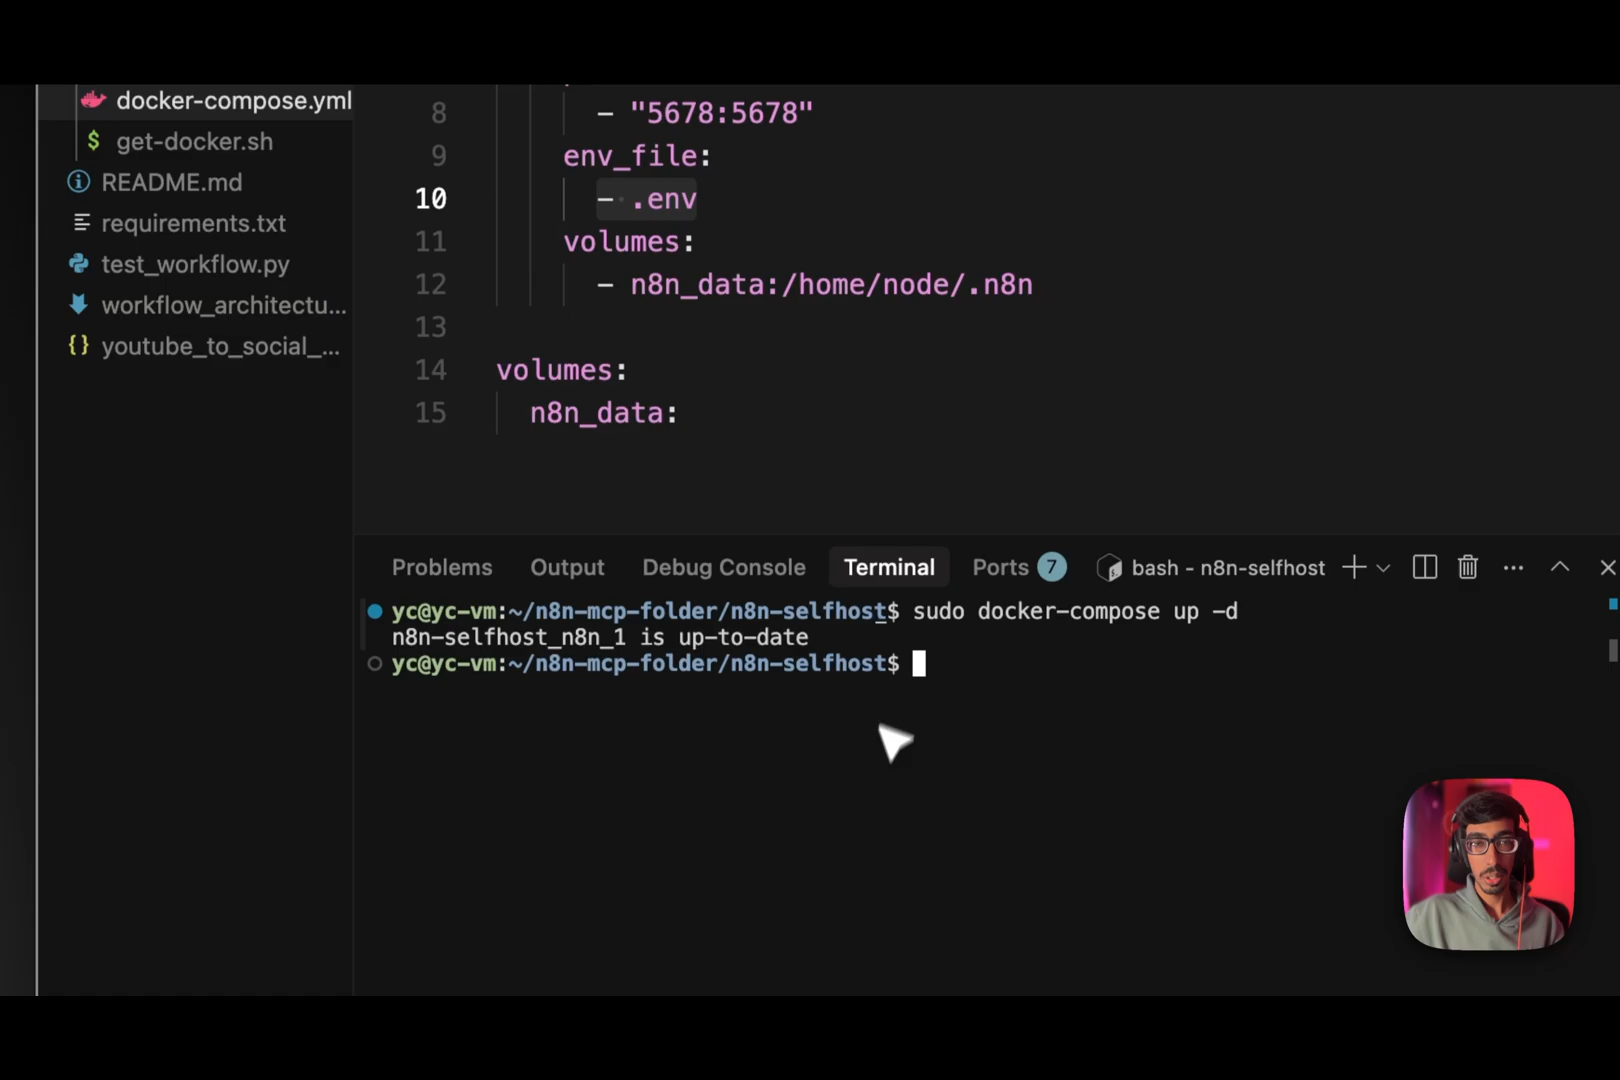 docker-compose.yml
$ get-docker.sh
README.md
requirements.txt
test_workflow.py
workflow_architectu...
{} youtube_to_social_...
8 - "5678:5678"
9 env_file:
10 - .env
11 volumes:
12 - n8n_data:/home/node/.n8n
13
14 volumes:
15 n8n_data:
Problems Output Debug Console Terminal Ports 7 bash - n8n-selfhost
yc@yc-vm:~/n8n-mcp-folder/n8n-selfhost$ sudo docker-compose up -d
n8n-selfhost_n8n_1 is up-to-date
yc@yc-vm:~/n8n-mcp-folder/n8n-selfhost$